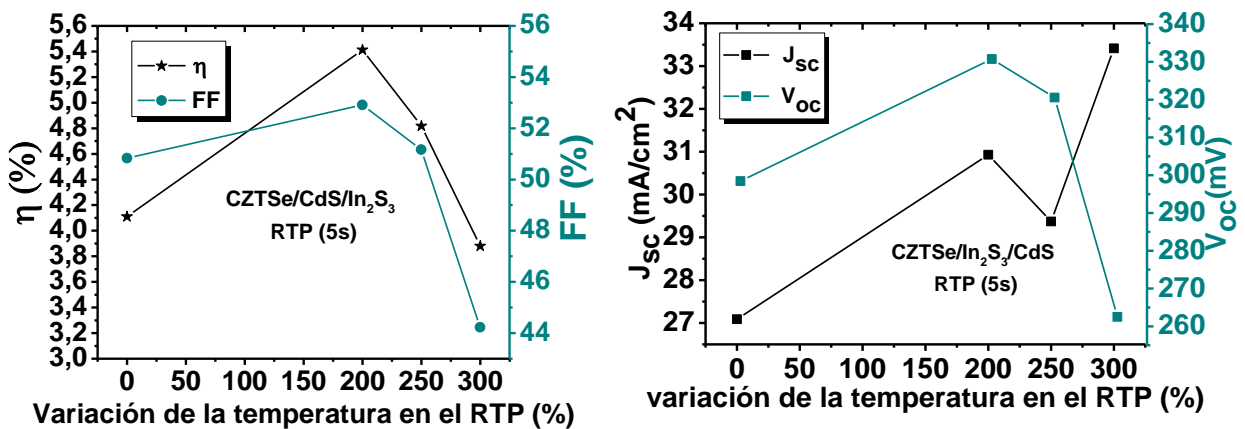 η
FF
CZTSe/CdS/In₂S₃
RTP (5s)
η (%)
5,6
5,4
5,2
5,0
4,8
4,6
4,4
4,2
4,0
3,8
3,6
3,4
3,2
3,0
FF (%)
56
54
52
50
48
46
44
0 50 100 150 200 250 300
Variación de la temperatura en el RTP (%)
J_sc
V_oc
CZTSe/In₂S₃/CdS
RTP (5s)
J_sc (mA/cm²)
34
33
32
31
30
29
28
27
V_oc (mV)
340
330
320
310
300
290
280
270
260
0 50 100 150 200 250 300
variación de la temperatura en el RTP (%)